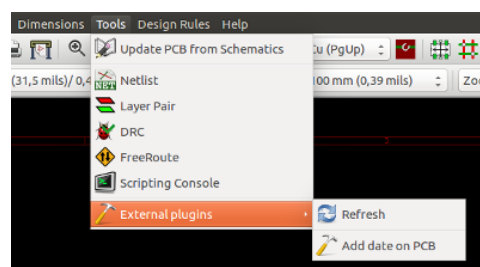 Dimensions Tools Design Rules Help
Update PCB from Schematics
Cu (PgUp)
(31,5 mils)/ 0,4
100 mm (0,39 mils)
Zo
Netlist
NET
Layer Pair
DRC
FreeRoute
Scripting Console
External plugins
Refresh
Add date on PCB